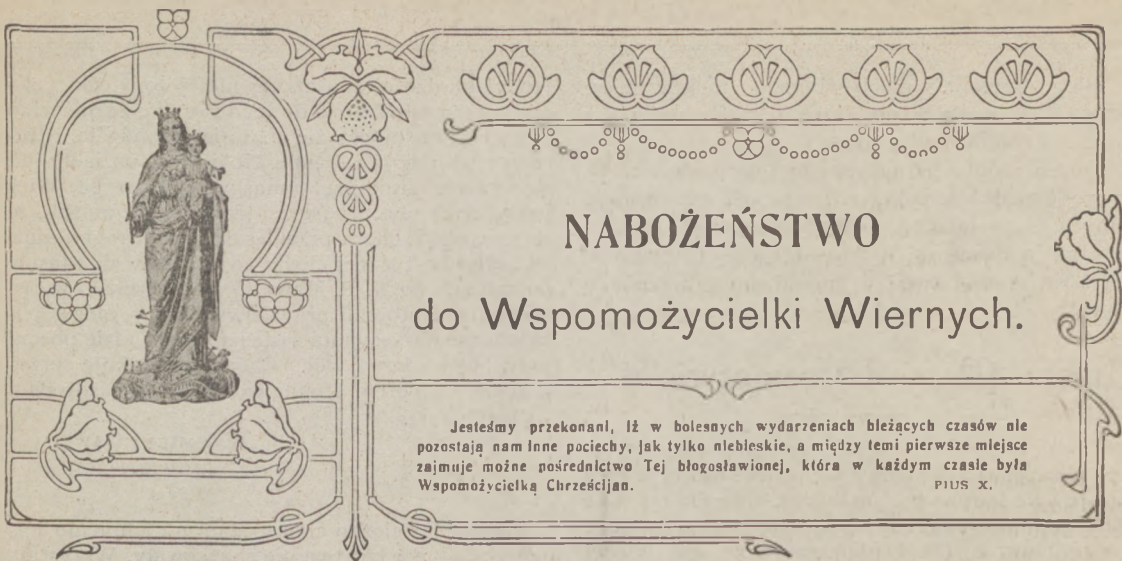 NABOŻEŃSTWO
do Wspomożycielki Wiernych.
Jesteśmy przekonani, iż w bolesnych wydarzeniach bieżących czasów nie
pozostają nam inne pociechy, jak tylko niebieskie, a między temi pierwsze miejsce
zajmuje możne pośrednictwo Tej błogosławionej, która w każdym czasie była
Wspomożycielką Chrześcijan. PIUS X.